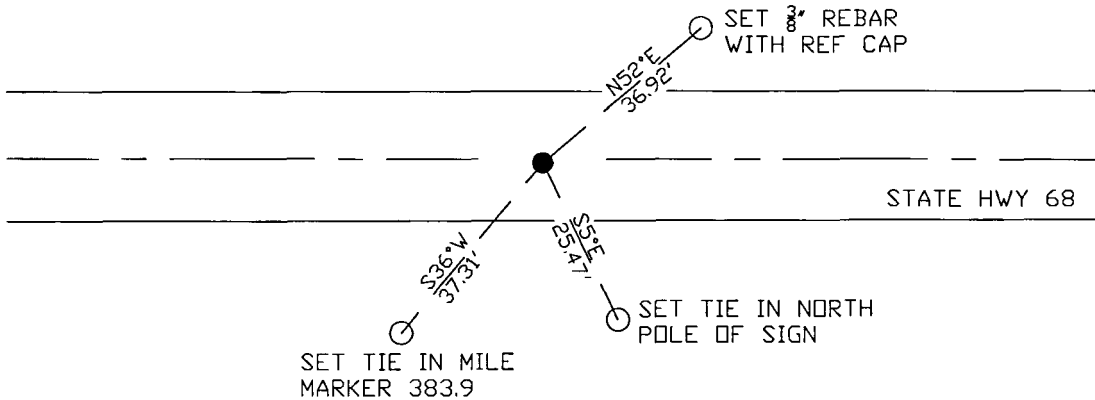 SET 3/8" REBAR
WITH REF CAP
N52°E
36.92'
STATE HWY 68
S36°W
37.31'
S5°E
25.47'
SET TIE IN NORTH
POLE OF SIGN
SET TIE IN MILE
MARKER 383.9